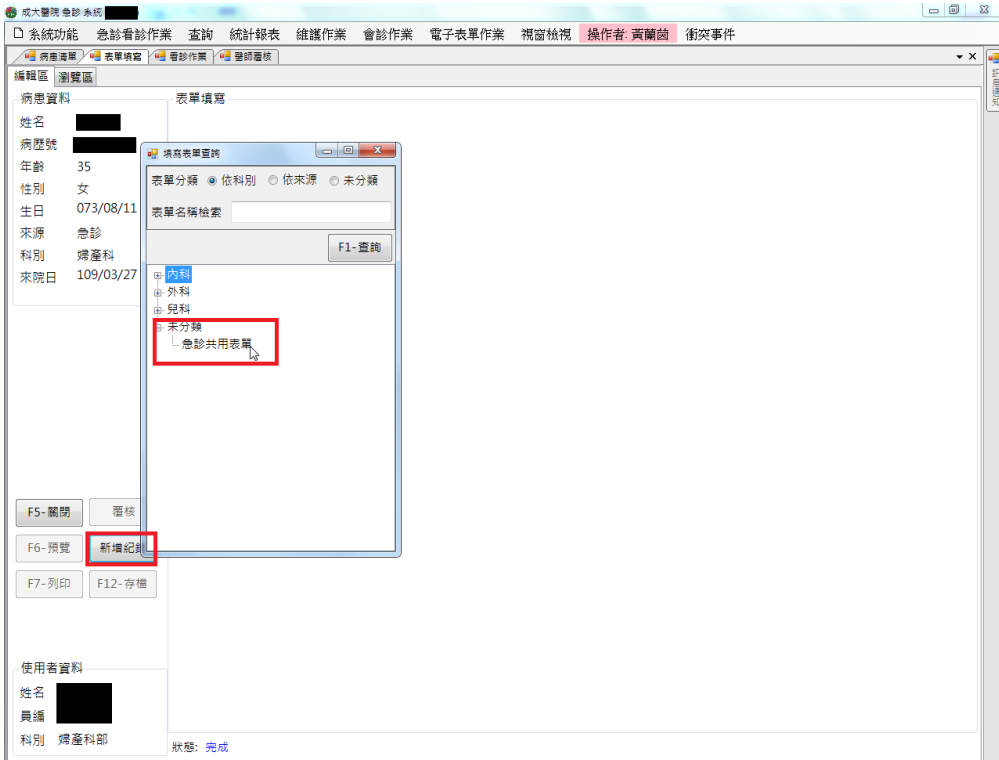 成大醫院 急診 系統
系統功能 急診看診作業 查詢 統計報表 維護作業 會診作業 電子表單作業 視窗檢視 操作者: 黃蘭茵 衝突事件
病患清單 表單填寫 看診作業 醫師覆核
編輯區 瀏覽區
訊息通知
病患資料
表單填寫
姓名
病歷號
年齡 35
性別 女
生日 073/08/11
來源 急診
科別 婦產科
來院日 109/03/27
填寫表單查詢
表單分類 依科別 依來源 未分類
表單名稱檢索
F1-查詢
內科
外科
兒科
未分類
急診共用表單
F5-關閉 覆核
F6-預覽 新增紀錄
F7-列印 F12-存檔
使用者資料
姓名
員編
科別 婦產科部
狀態: 完成